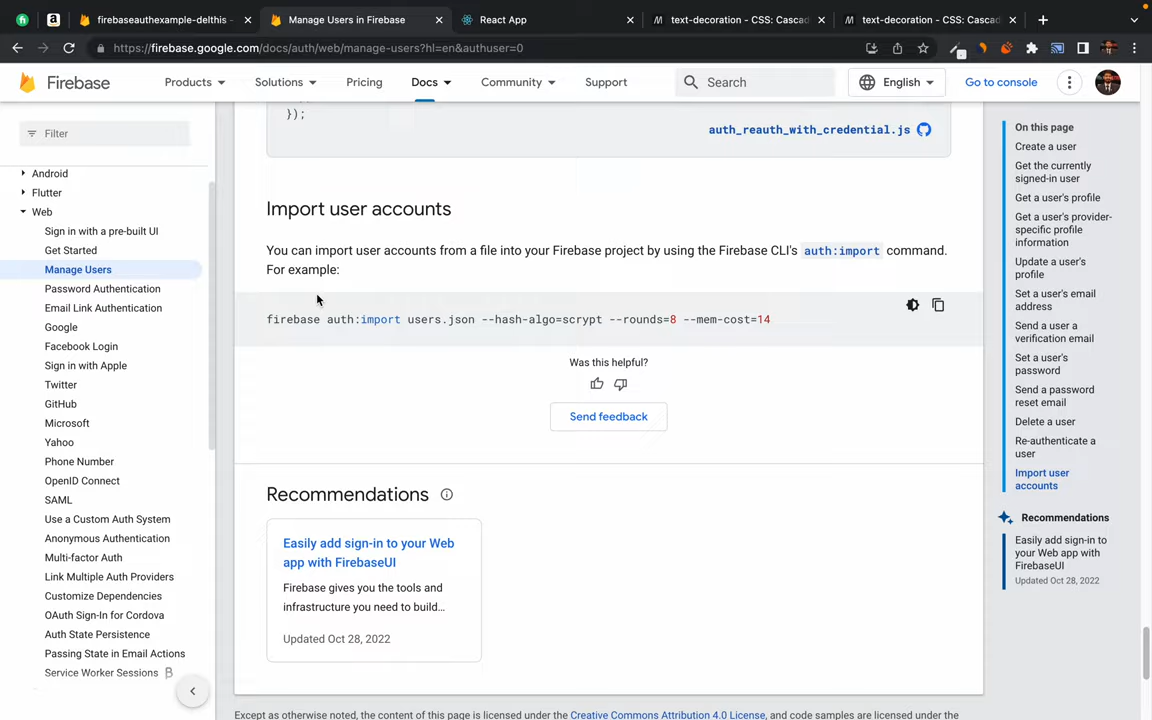 firebaseauthexample-delthis -
Manage Users in Firebase
React App
text-decoration - CSS: Cascad
text-decoration - CSS: Cascad
https://firebase.google.com/docs/auth/web/manage-users?hl=en&authuser=0
Firebase
Products
Solutions
Pricing
Docs
Community
Support
Search
English
Go to console
Filter
Android
Flutter
Web
Sign in with a pre-built UI
Get Started
Manage Users
Password Authentication
Email Link Authentication
Google
Facebook Login
Sign in with Apple
Twitter
GitHub
Microsoft
Yahoo
Phone Number
OpenID Connect
SAML
Use a Custom Auth System
Anonymous Authentication
Multi-factor Auth
Link Multiple Auth Providers
Customize Dependencies
OAuth Sign-In for Cordova
Auth State Persistence
Passing State in Email Actions
Service Worker Sessions
});
auth_reauth_with_credential.js
Import user accounts
You can import user accounts from a file into your Firebase project by using the Firebase CLI's auth:import command.
For example:
firebase auth:import users.json --hash-algo=scrypt --rounds=8 --mem-cost=14
Was this helpful?
Send feedback
Recommendations
Easily add sign-in to your Web
app with FirebaseUI
Firebase gives you the tools and
infrastructure you need to build...
Updated Oct 28, 2022
Except as otherwise noted, the content of this page is licensed under the Creative Commons Attribution 4.0 License, and code samples are licensed under the
On this page
Create a user
Get the currently
signed-in user
Get a user's profile
Get a user's provider-
specific profile
information
Update a user's
profile
Set a user's email
address
Send a user a
verification email
Set a user's
password
Send a password
reset email
Delete a user
Re-authenticate a
user
Import user
accounts
Recommendations
Easily add sign-in to
your Web app with
FirebaseUI
Updated Oct 28, 2022